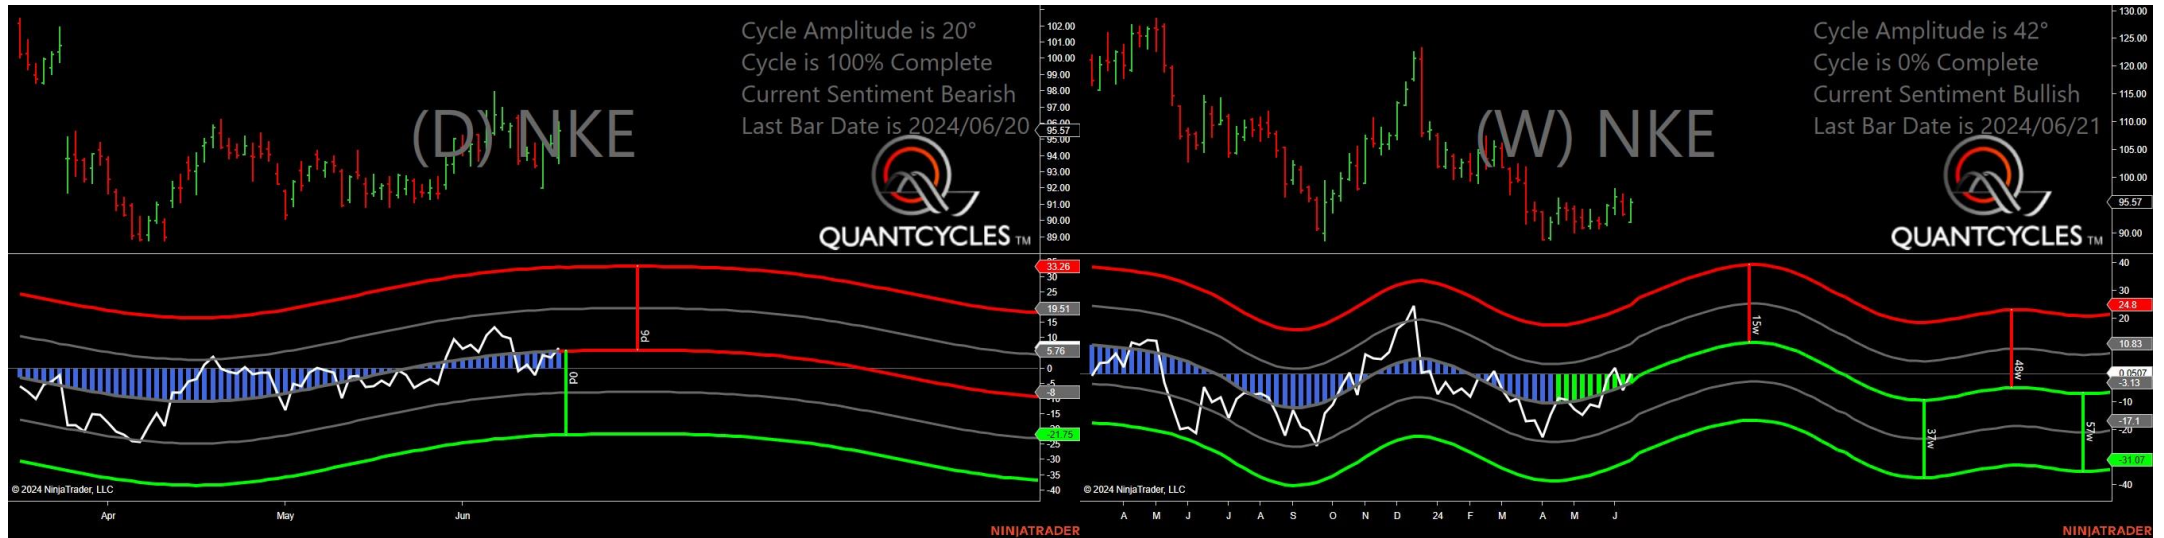 Cycle Amplitude is 20°
Cycle is 100% Complete
Current Sentiment Bearish
Last Bar Date is 2024/06/20
(D) NKE
QUANTCYCLES TM
102.00
100.00
99.00
98.00
97.00
96.00
95.57
95.00
94.00
93.00
92.00
91.00
90.00
89.00
33.26
30
25
19.51
15
5.76
0
-5
-8
-10
-15
-21.75
-25
-30
-35
-40
9d
0d
© 2024 NinjaTrader, LLC
Apr May Jun
NINJATRADER
Cycle Amplitude is 42°
Cycle is 0% Complete
Current Sentiment Bullish
Last Bar Date is 2024/06/21
(W) NKE
QUANTCYCLES TM
130.00
125.00
120.00
115.00
110.00
105.00
100.00
95.57
90.00
40
30
24.8
20
10.83
0.0507
-3.13
-10
-17.1
-20
-31.07
-40
15w
48w
37w
57w
© 2024 NinjaTrader, LLC
A M J J A S O N D 24 F M A M J
NINJATRADER